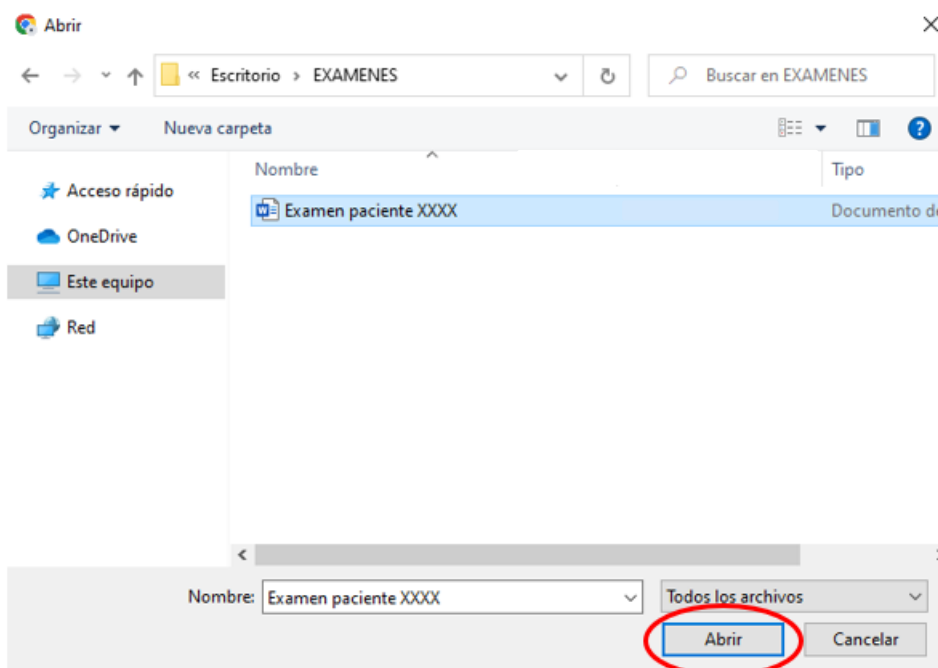 Abrir
« Escritorio › EXAMENES
Buscar en EXAMENES
Organizar
Nueva carpeta
?
Nombre
Tipo
Acceso rápido
Examen paciente XXXX
Documento de
OneDrive
Este equipo
Red
Nombre: Examen paciente XXXX
Todos los archivos
Abrir
Cancelar